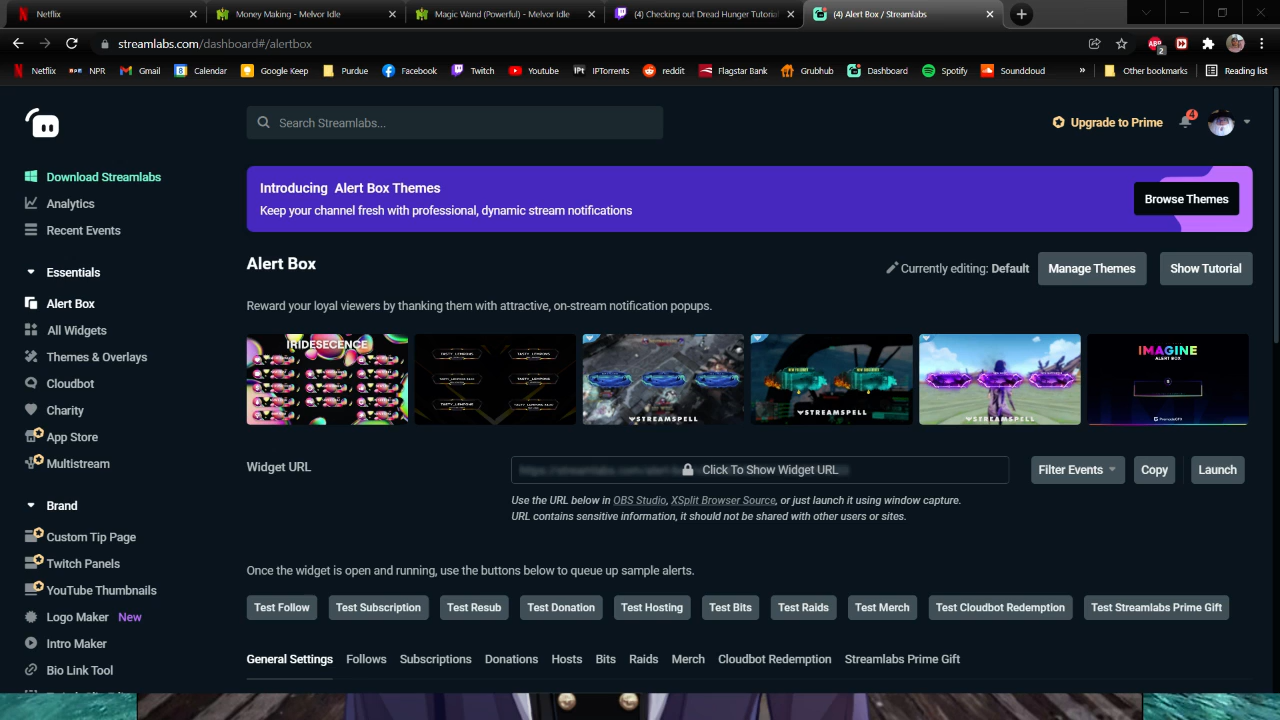 Netflix
Money Making - Melvor Idle
Magic Wand (Powerful) - Melvor Idle
(4) Checking out Dread Hunger Tutorial
(4) Alert Box / Streamlabs
streamlabs.com/dashboard#/alertbox
ABP
2
Netflix
npr NPR
Gmail
8 Calendar
Google Keep
Purdue
Facebook
Twitch
Youtube
IPt IPTorrents
reddit
Flagstar Bank
Grubhub
Dashboard
Spotify
Soundcloud
»
Other bookmarks
Reading list
Search Streamlabs...
Upgrade to Prime
4
Download Streamlabs
Analytics
Recent Events
Essentials
Alert Box
All Widgets
Themes & Overlays
Cloudbot
Charity
App Store
Multistream
Brand
Custom Tip Page
Twitch Panels
YouTube Thumbnails
Logo Maker New
Intro Maker
Bio Link Tool
Introducing Alert Box Themes
Keep your channel fresh with professional, dynamic stream notifications
Browse Themes
Alert Box
Currently editing: Default
Manage Themes
Show Tutorial
Reward your loyal viewers by thanking them with attractive, on-stream notification popups.
IRIDESECENCE
STREAMSPELL
STREAMSPELL
STREAMSPELL
IMAGINE
ALERT BOX
Widget URL
Click To Show Widget URL
Filter Events
Copy
Launch
Use the URL below in OBS Studio, XSplit Browser Source, or just launch it using window capture.
URL contains sensitive information, it should not be shared with other users or sites.
Once the widget is open and running, use the buttons below to queue up sample alerts.
Test Follow
Test Subscription
Test Resub
Test Donation
Test Hosting
Test Bits
Test Raids
Test Merch
Test Cloudbot Redemption
Test Streamlabs Prime Gift
General Settings
Follows
Subscriptions
Donations
Hosts
Bits
Raids
Merch
Cloudbot Redemption
Streamlabs Prime Gift